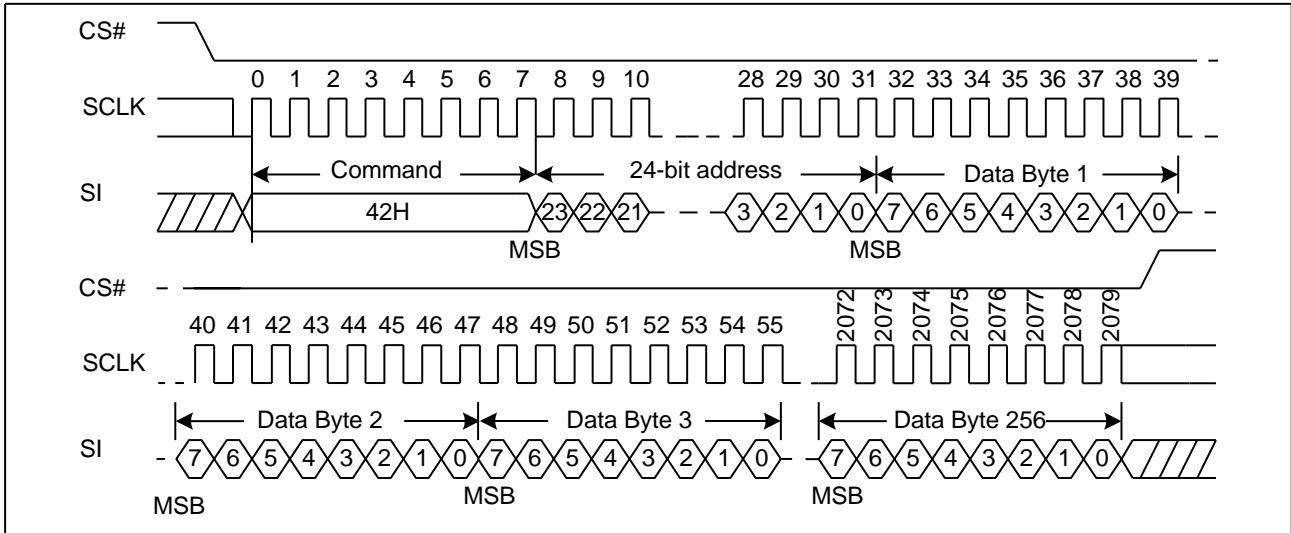 CS#
0 1 2 3 4 5 6 7 8 9 10 28 29 30 31 32 33 34 35 36 37 38 39
SCLK
Command 24-bit address Data Byte 1
SI
42H 23 22 21 3 2 1 0 7 6 5 4 3 2 1 0
MSB MSB
CS#
2072 2073 2074 2075 2076 2077 2078 2079
40 41 42 43 44 45 46 47 48 49 50 51 52 53 54 55
SCLK
Data Byte 2 Data Byte 3 Data Byte 256
SI
7 6 5 4 3 2 1 0 7 6 5 4 3 2 1 0 7 6 5 4 3 2 1 0
MSB MSB MSB